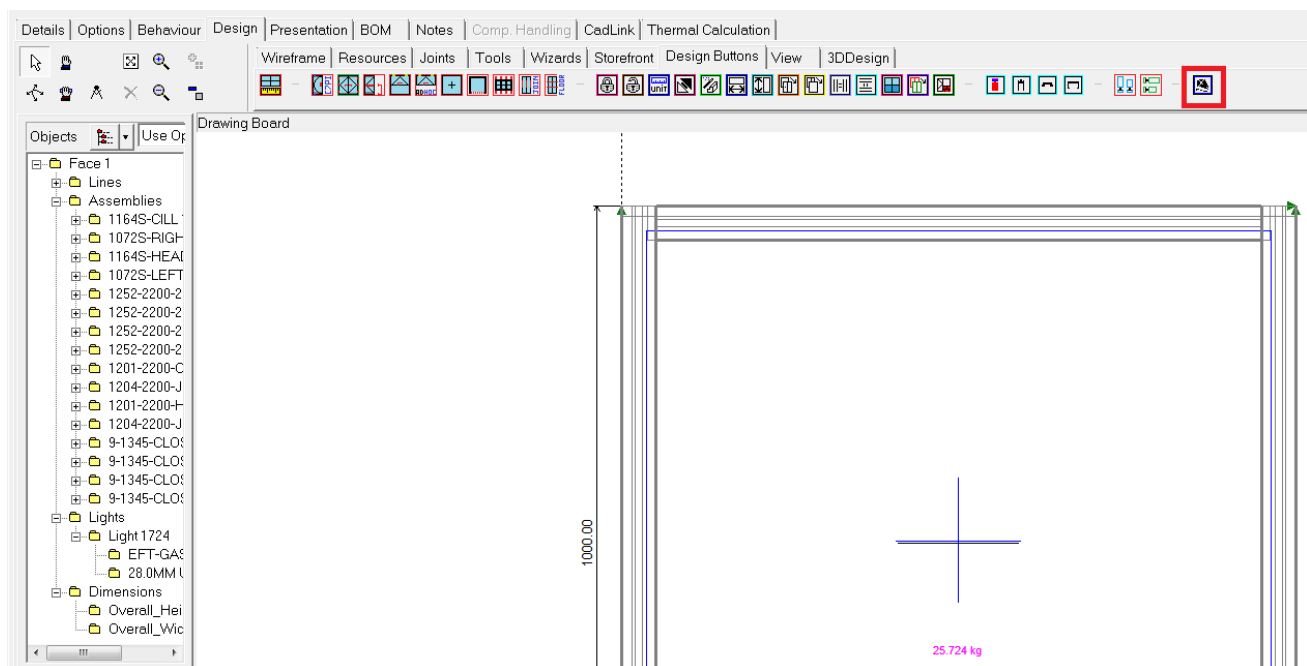 Details Options Behaviour Design Presentation BOM Notes Comp. Handling CadLink Thermal Calculation
Wireframe Resources Joints Tools Wizards Storefront Design Buttons View 3DDesign
Drawing Board
Objects Use Op
Face 1
Lines
Assemblies
1164S-CILL
1072S-RIGH
1164S-HEAD
1072S-LEFT
1252-2200-2
1252-2200-2
1252-2200-2
1252-2200-2
1201-2200-C
1204-2200-J
1201-2200-H
1204-2200-J
9-1345-CLOS
9-1345-CLOS
9-1345-CLOS
9-1345-CLOS
Lights
Light 1724
EFT-GAS
28.0MM U
Dimensions
Overall_Hei
Overall_Wid
1000.00
25.724 kg